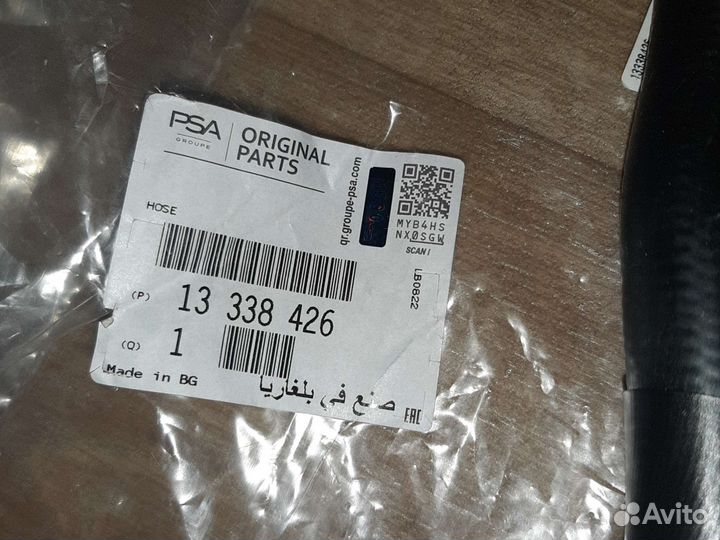 PSA
GROUPE
ORIGINAL
PARTS
qr.groupe-psa.com
MYB4HS
NX0SGW
SCAN!
HOSE
LB0822
(P) 13 338 426
(Q) 1
Made in BG
صنع في بلغاريا
EAC
13338426
Avito